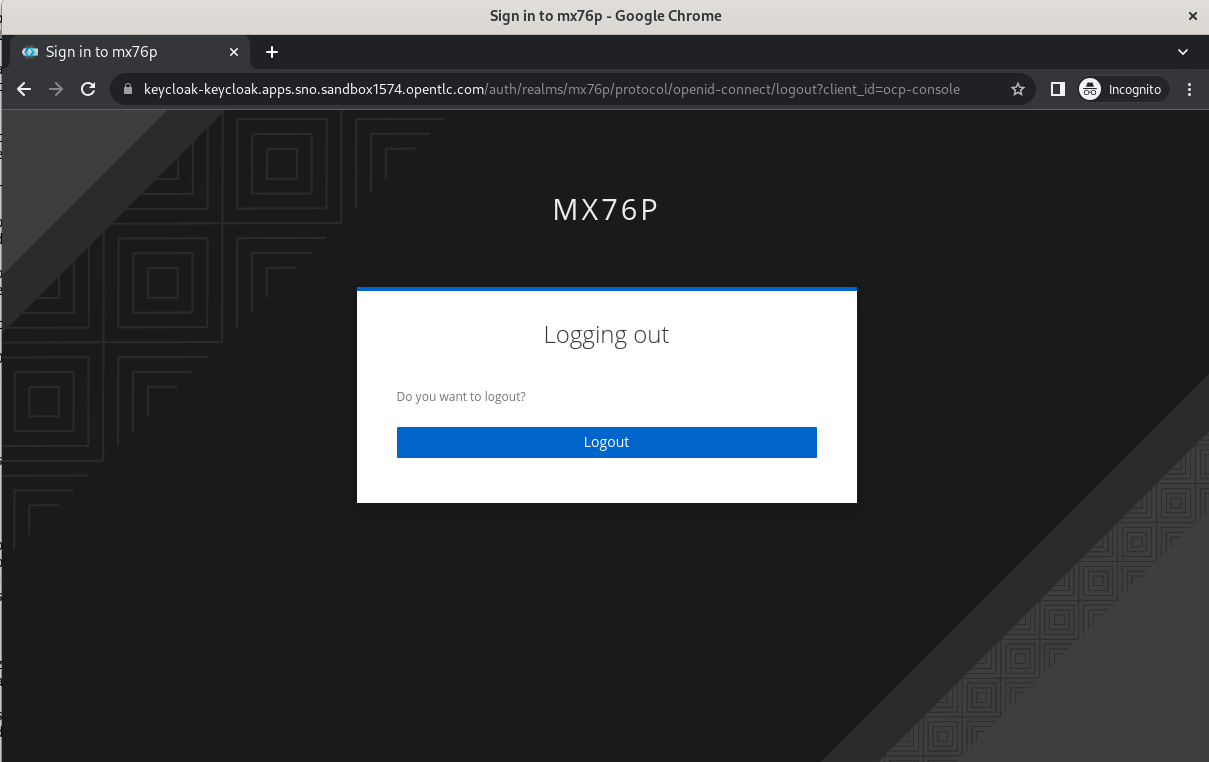 Sign in to mx76p - Google Chrome
Sign in to mx76p
keycloak-keycloak.apps.sno.sandbox1574.opentlc.com/auth/realms/mx76p/protocol/openid-connect/logout?client_id=ocp-console
Incognito
MX76P
Logging out
Do you want to logout?
Logout